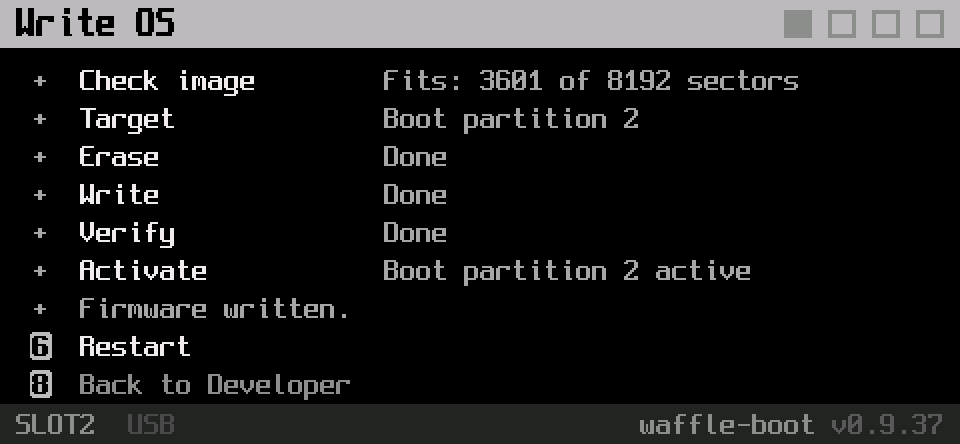 Write OS
+ Check image Fits: 3601 of 8192 sectors
+ Target Boot partition 2
+ Erase Done
+ Write Done
+ Verify Done
+ Activate Boot partition 2 active
+ Firmware written.
6 Restart
8 Back to Developer
SLOT2 USB waffle-boot v0.9.37